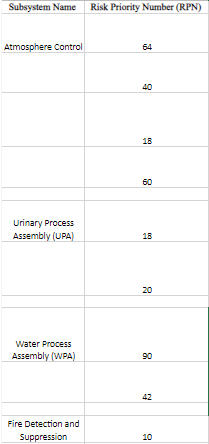 Subsystem Name Risk Priority Number (RPN)
Atmosphere Control 64
40
18
60
Urinary Process
Assembly (UPA) 18
20
Water Process
Assembly (WPA) 90
42
Fire Detection and
Suppression 10